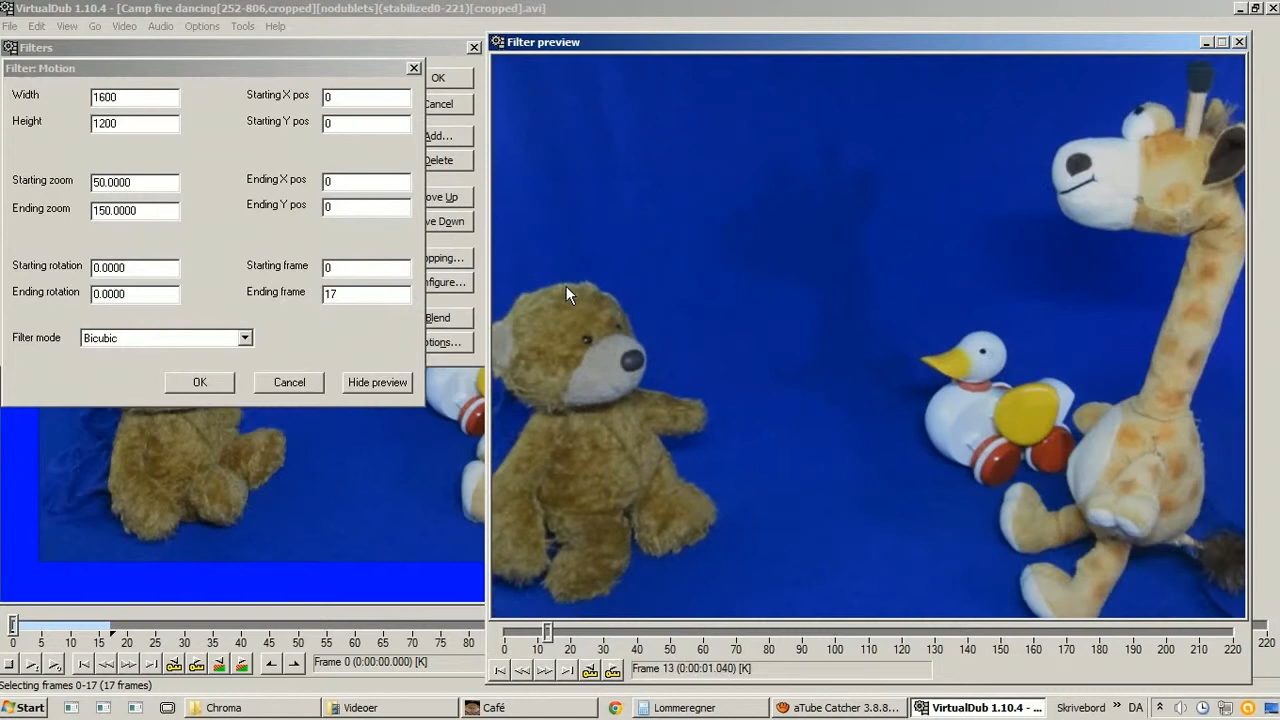 VirtualDub 1.10.4 - [Camp fire dancing[252-806,cropped](nodublets)(stabilized0-221)[cropped].avi]
File Edit View Go Video Audio Options Tools Help
Filters
Filter preview
Filter: Motion
Width 1600 Starting X pos 0
Height 1200 Starting Y pos 0
Starting zoom 50.0000 Ending X pos 0
Ending zoom 150.0000 Ending Y pos 0
Starting rotation 0.0000 Starting frame 0
Ending rotation 0.0000 Ending frame 17
Filter mode Bicubic
OK Cancel Hide preview
OK
Cancel
Add...
Delete
ove Up
ve Down
opping...
nfigure...
Blend
ptions...
0 5 10 15 20 25 30 35 40 45 50 55 60 65 70 75 80
0 10 20 30 40 50 60 70 80 90 100 110 120 130 140 150 160 170 180 190 200 210 220
220
Frame 0 (0:00:00.000) [K]
Frame 13 (0:00:01.040) [K]
Selecting frames 0-17 (17 frames)
Start Chroma Videoer Café Lommeregner aTube Catcher 3.8.8... VirtualDub 1.10.4 - ... Skrivebord » DA